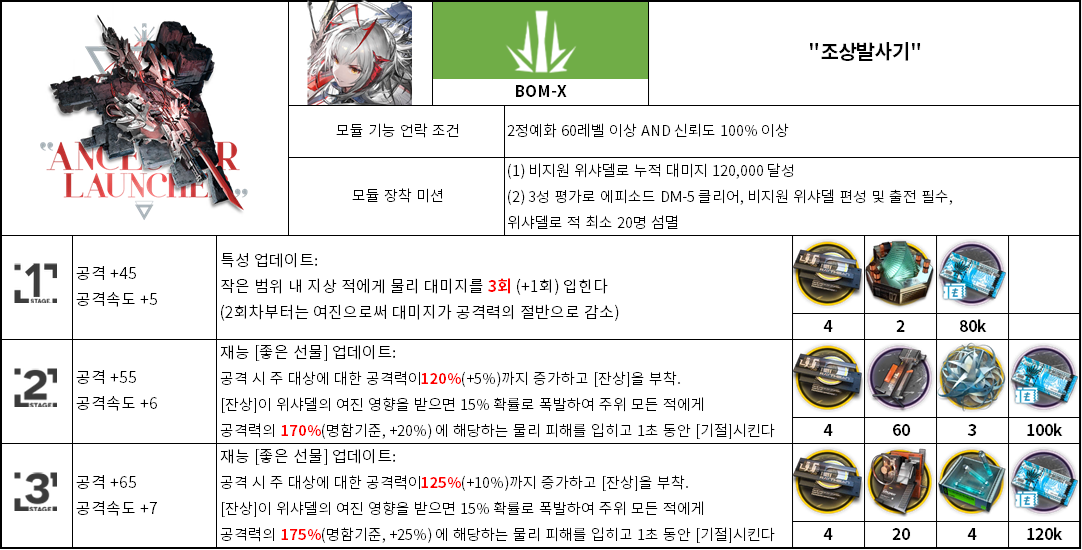 "ANCESTOR
LAUNCHER"
BOM-X
"조상발사기"
모듈 기능 언락 조건
2정예화 60레벨 이상 AND 신뢰도 100% 이상
모듈 장착 미션
(1) 비지원 위샤델로 누적 대미지 120,000 달성
(2) 3성 평가로 에피소드 DM-5 클리어, 비지원 위샤델 편성 및 출전 필수,
위샤델로 적 최소 20명 섬멸
1
STAGE.
공격 +45
공격속도 +5
특성 업데이트:
작은 범위 내 지상 적에게 물리 대미지를 3회 (+1회) 입힌다
(2회차부터는 여진으로써 대미지가 공격력의 절반으로 감소)
4
2
80k
2
STAGE.
공격 +55
공격속도 +6
재능 [좋은 선물] 업데이트:
공격 시 주 대상에 대한 공격력이120%(+5%)까지 증가하고 [잔상]을 부착.
[잔상]이 위샤델의 여진 영향을 받으면 15% 확률로 폭발하여 주위 모든 적에게
공격력의 170%(명함기준, +20%) 에 해당하는 물리 피해를 입히고 1초 동안 [기절]시킨다
4
60
3
100k
3
STAGE.
공격 +65
공격속도 +7
재능 [좋은 선물] 업데이트:
공격 시 주 대상에 대한 공격력이125%(+10%)까지 증가하고 [잔상]을 부착.
[잔상]이 위샤델의 여진 영향을 받으면 15% 확률로 폭발하여 주위 모든 적에게
공격력의 175%(명함기준, +25%) 에 해당하는 물리 피해를 입히고 1초 동안 [기절]시킨다
4
20
4
120k